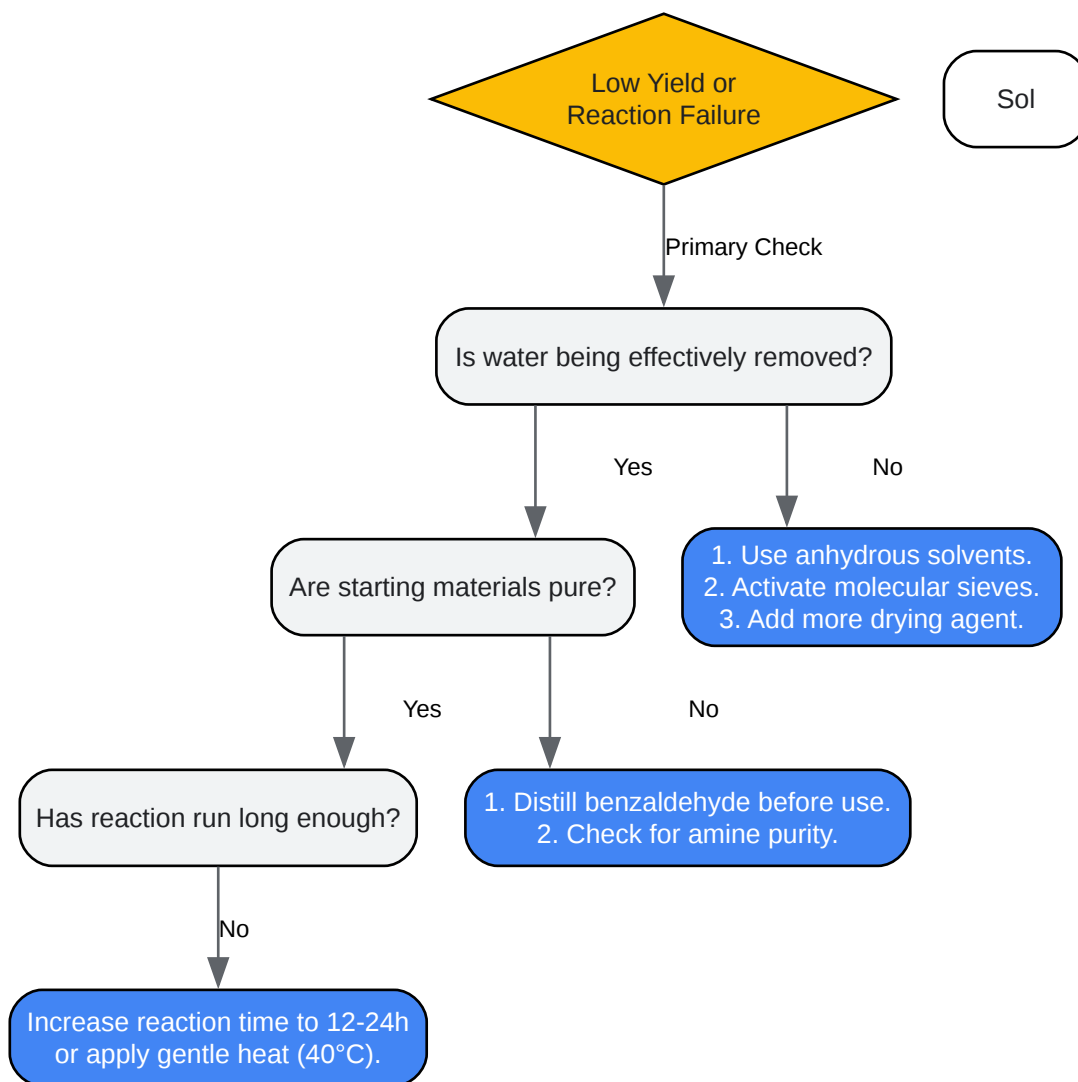 Low Yield or
Reaction Failure
Sol
Primary Check
Is water being effectively removed?
Yes
No
1. Use anhydrous solvents.
2. Activate molecular sieves.
3. Add more drying agent.
Are starting materials pure?
Yes
No
Has reaction run long enough?
1. Distill benzaldehyde before use.
2. Check for amine purity.
No
Increase reaction time to 12-24h
or apply gentle heat (40°C).